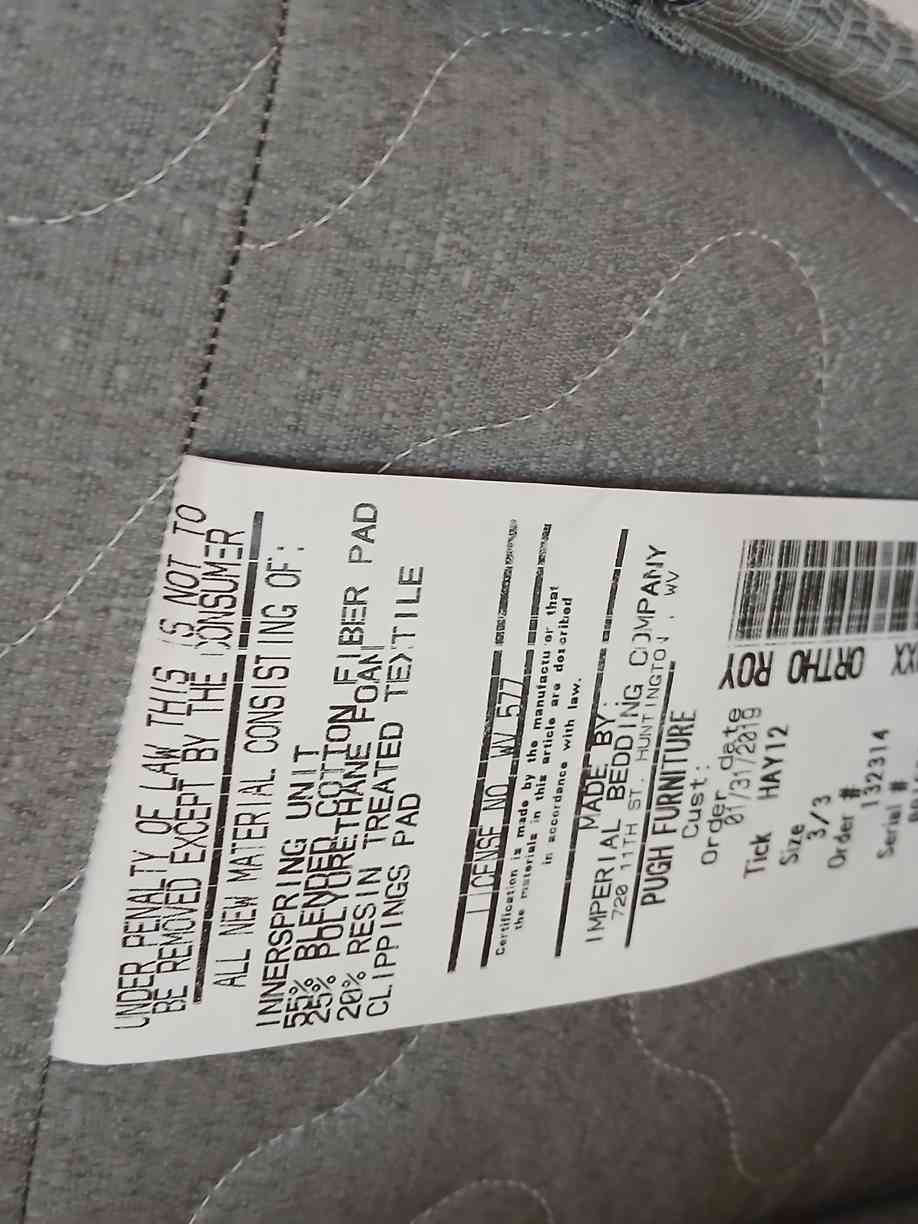 UNDER PENALTY OF LAW THIS IS NOT TO
BE REMOVED EXCEPT BY THE CONSUMER
ALL NEW MATERIAL CONSISTING OF:
INNERSPRING UNIT
55% BLENDED COTTON FIBER PAD
25% POLYURETHANE FOAM
20% RESIN TREATED TEXTILE
CLIPPINGS PAD
LICENSE NO. WV 577
Certification is made by the manufactu or that
the materials in this article are described
in accordance with law.
MADE BY:
IMPERIAL BEDDING COMPANY
720 11TH ST. HUNTINGTON, WV
PUGH FURNITURE
Cust:
Order date
01/31/2019
Tick HAY12
Size
3/3
Order #
132314
Serial #
ORTHO ROY